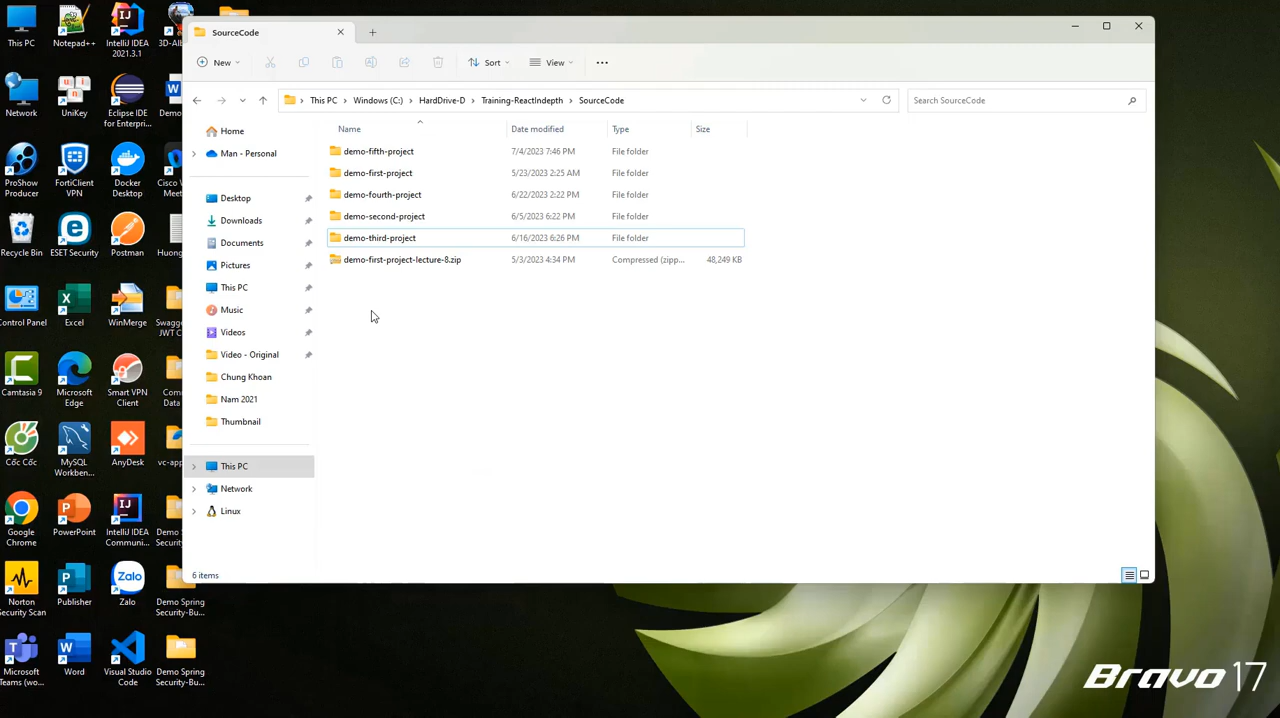 This PC
Notepad++
IntelliJ IDEA
2021.3.1
3D-Alb
Network
UniKey
Eclipse IDE
for Enterpri...
Demo
ProShow
Producer
FortiClient
VPN
Docker
Desktop
Cisco
Meet
Recycle Bin
ESET Security
Postman
Huong
Control Panel
Excel
WinMerge
Swagg
JWT C
Camtasia 9
Microsoft
Edge
Smart VPN
Client
Com
Data
Cốc Cốc
MySQL
Workben...
AnyDesk
vc-app
Google
Chrome
PowerPoint
IntelliJ IDEA
Communi...
Demo
Secu
Norton
Security Scan
Publisher
Zalo
Demo Spring
Security-Bu...
Microsoft
Teams (wo...
Word
Visual Studio
Code
Demo Spring
Security-Bu...
SourceCode
New
Sort
View
This PC > Windows (C:) > HardDrive-D > Training-ReactIndepth > SourceCode
Search SourceCode
Home
Man - Personal
Desktop
Downloads
Documents
Pictures
This PC
Music
Videos
Video - Original
Chung Khoan
Nam 2021
Thumbnail
This PC
Network
Linux
Name Date modified Type Size
demo-fifth-project 7/4/2023 7:46 PM File folder
demo-first-project 5/23/2023 2:25 AM File folder
demo-fourth-project 6/22/2023 2:22 PM File folder
demo-second-project 6/5/2023 6:22 PM File folder
demo-third-project 6/16/2023 6:26 PM File folder
demo-first-project-lecture-8.zip 5/3/2023 4:34 PM Compressed (zipp... 48,249 KB
6 items
Bravo 17